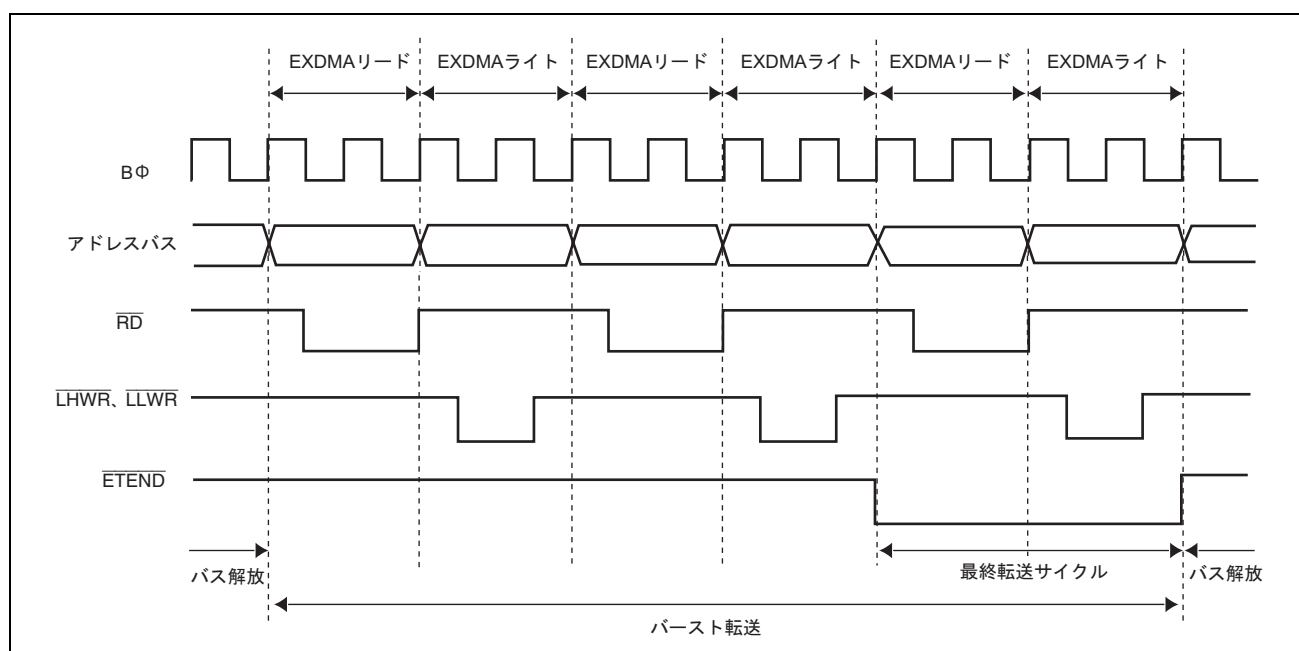 EXDMAリード EXDMAライト EXDMAリード EXDMAライト EXDMAリード EXDMAライト
BΦ
アドレスバス
RD
LHWR、LLWR
ETEND
バス解放 最終転送サイクル バス解放
バースト転送